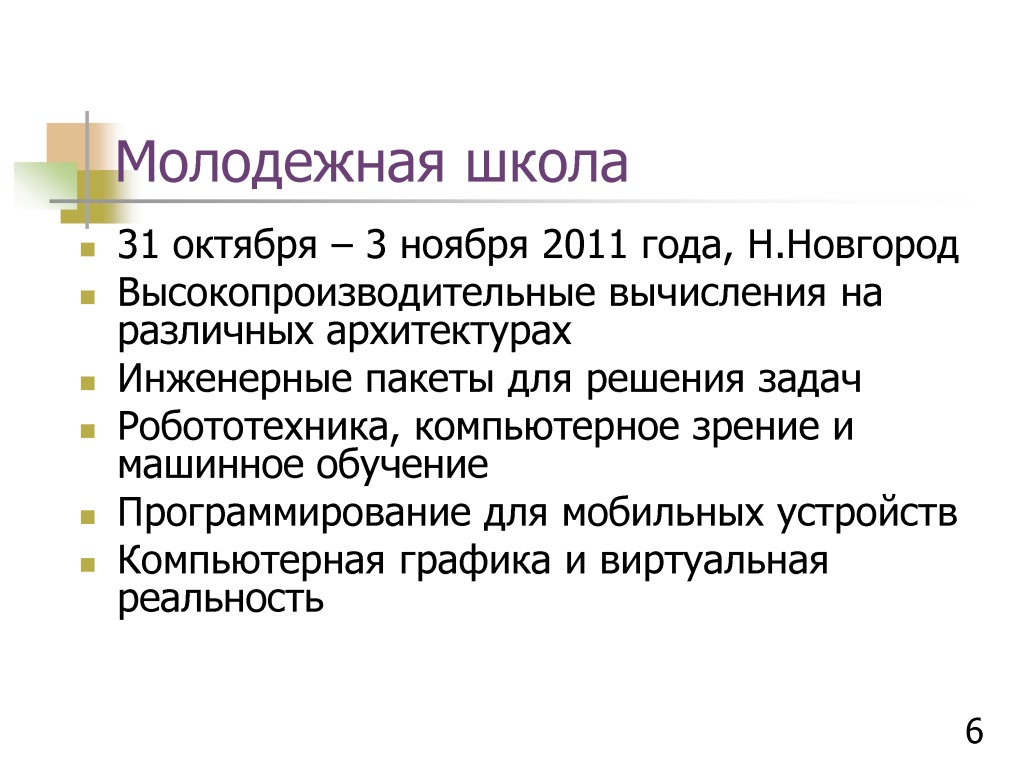 Молодежная школа
31 октября – 3 ноября 2011 года, Н.Новгород
Высокопроизводительные вычисления на
различных архитектурах
Инженерные пакеты для решения задач
Робототехника, компьютерное зрение и
машинное обучение
Программирование для мобильных устройств
Компьютерная графика и виртуальная
реальность
6